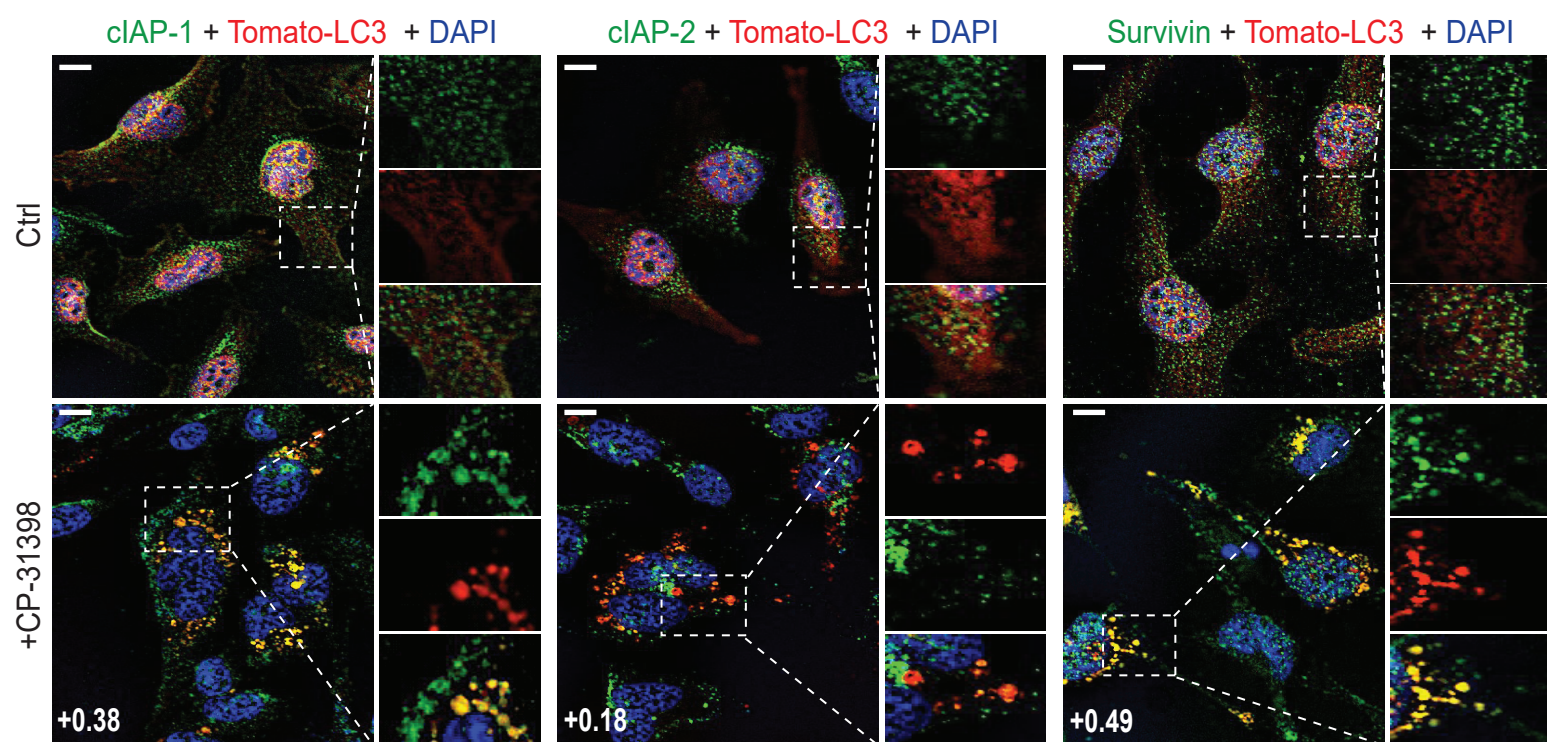 cIAP-1 + Tomato-LC3 + DAPI
cIAP-2 + Tomato-LC3 + DAPI
Survivin + Tomato-LC3 + DAPI
Ctrl
+CP-31398
+0.38
+0.18
+0.49